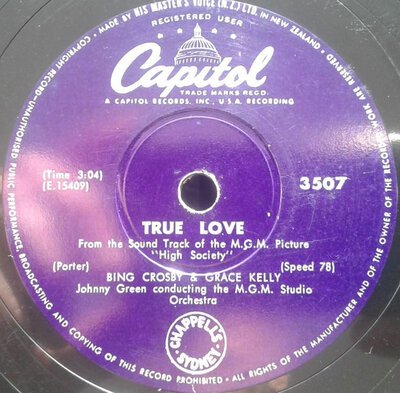 MADE BY HIS MASTER'S VOICE (N.Z.) LTD. IN NEW ZEALAND.
REGISTERED USER
Capitol
TRADE MARKS REGD.
A CAPITOL RECORDS, INC., U.S.A. RECORDING
(Time 3:04)
(E.15409)
3507
TRUE LOVE
From the Sound Track of the M.G.M. Picture
"High Society"
(Porter)
(Speed 78)
BING CROSBY & GRACE KELLY
Johnny Green conducting the M.G.M. Studio
Orchestra
CHAPPELLS
SYDNEY
COPYRIGHT RECORD-UNAUTHORISED PUBLIC PERFORMANCE, BROADCASTING AND COPYING OF THIS RECORD PROHIBITED • ALL RIGHTS OF THE MANUFACTURER AND OF THE OWNER OF THE RECORDED WORK ARE RESERVED